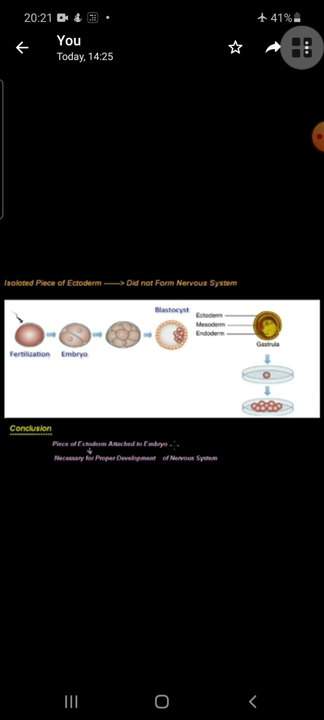 20:21
41%
You
Today, 14:25
Isoloted Piece of Ectoderm ——> Did not Form Nervous System
Blastocyst
Ectoderm
Mesoderm
Endoderm
Gastrula
Fertilization
Embryo
Conclusion
Piece of Ectoderm Attached to Embryo
Necessary for Proper Development of Nervous System